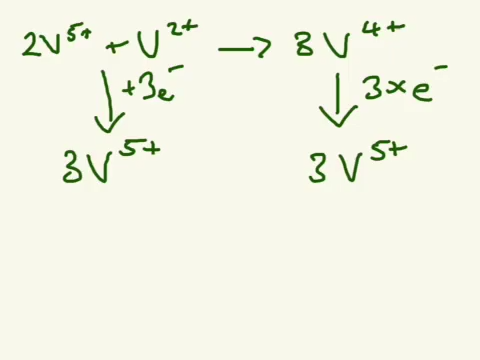 2V⁵⁺ + V²⁺ → 3V⁴⁺
+3e⁻ 3×e⁻
3V⁵⁺ 3V⁵⁺